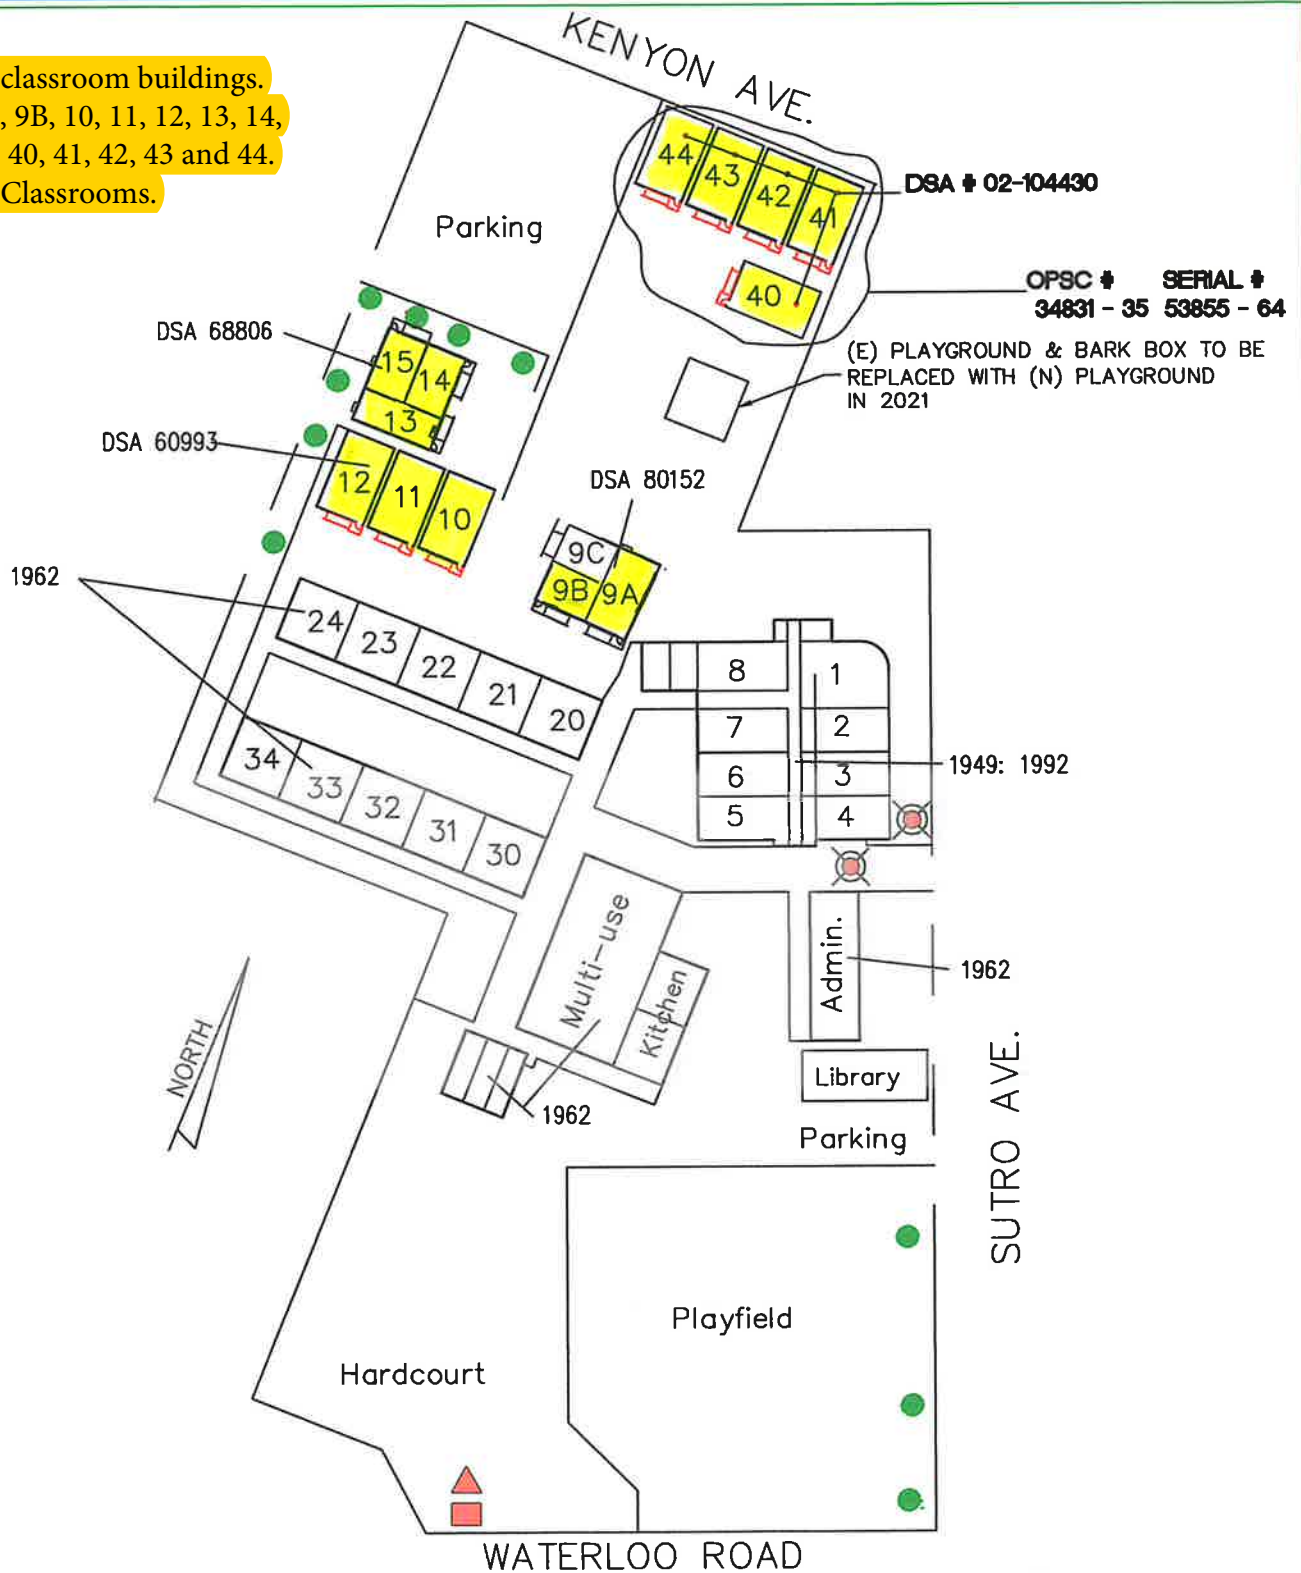 classroom buildings.
, 9B, 10, 11, 12, 13, 14,
40, 41, 42, 43 and 44.
Classrooms.
KENYON AVE.
44
43
42
41
40
DSA # 02-104430
OPSC # SERIAL #
34831 - 35 53855 - 64
(E) PLAYGROUND & BARK BOX TO BE
REPLACED WITH (N) PLAYGROUND
IN 2021
Parking
DSA 68806
15
14
13
DSA 60993
12
11
10
DSA 80152
9C
9B
9A
1962
24
23
22
21
20
34
33
32
31
30
8
1
7
2
6
3
5
4
1949: 1992
Multi-use
Kitchen
Admin.
1962
Library
1962
NORTH
Parking
SUTRO AVE.
Playfield
Hardcourt
WATERLOO ROAD